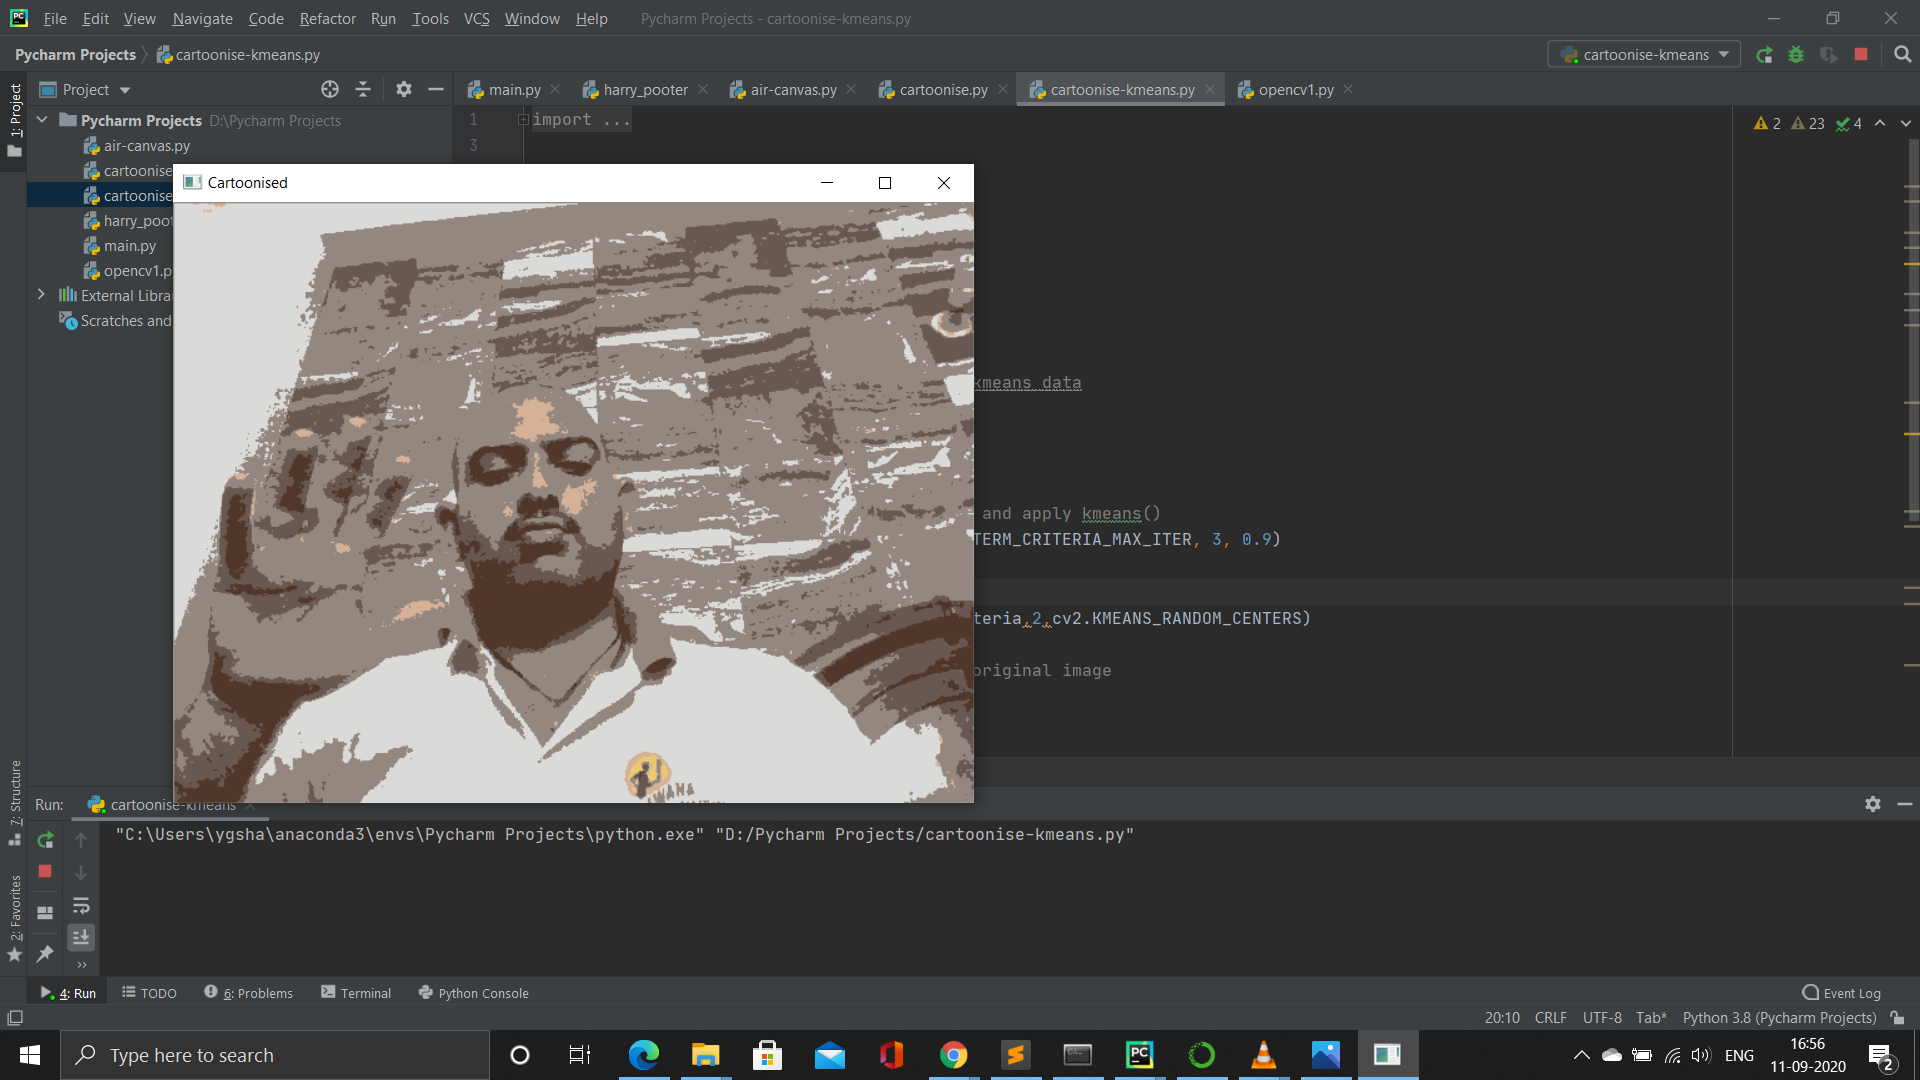 PC File Edit View Navigate Code Refactor Run Tools VCS Window Help Pycharm Projects - cartoonise-kmeans.py
Pycharm Projects cartoonise-kmeans.py cartoonise-kmeans
1: Project
Project main.py harry_pooter air-canvas.py cartoonise.py cartoonise-kmeans.py opencv1.py
Pycharm Projects D:\Pycharm Projects
air-canvas.py
cartoonise
cartoonise
harry_poot
main.py
opencv1.p
External Libra
Scratches and
1 import ...
3
2 23 4
Cartoonised
kmeans data
and apply kmeans()
TERM_CRITERIA_MAX_ITER, 3, 0.9)
teria,2,cv2.KMEANS_RANDOM_CENTERS)
original image
7: Structure
2: Favorites
Run: cartoonise-kmeans
"C:\Users\ygsha\anaconda3\envs\Pycharm Projects\python.exe" "D:/Pycharm Projects/cartoonise-kmeans.py"
4: Run TODO 6: Problems Terminal Python Console Event Log
20:10 CRLF UTF-8 Tab* Python 3.8 (Pycharm Projects)
Type here to search
PC
ENG
16:56
11-09-2020
2